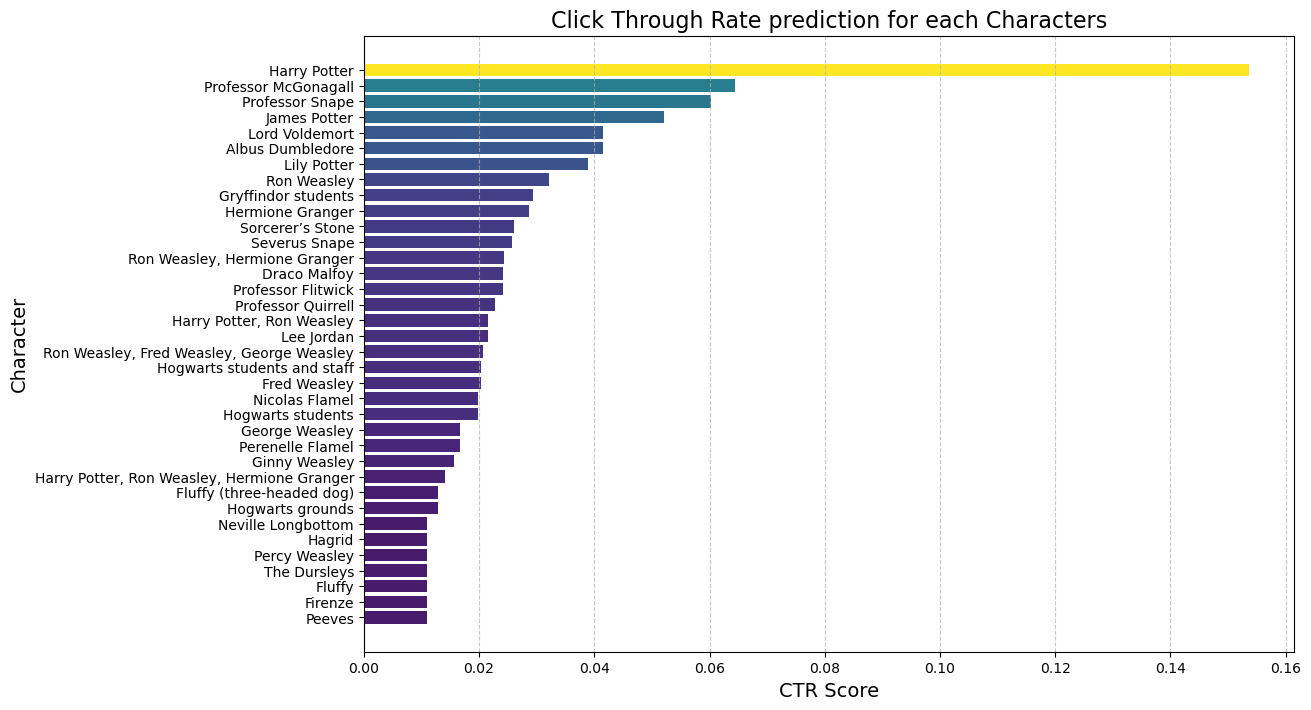 Click Through Rate prediction for each Characters
Harry Potter
Professor McGonagall
Professor Snape
James Potter
Lord Voldemort
Albus Dumbledore
Lily Potter
Ron Weasley
Gryffindor students
Hermione Granger
Sorcerer’s Stone
Severus Snape
Ron Weasley, Hermione Granger
Draco Malfoy
Professor Flitwick
Professor Quirrell
Harry Potter, Ron Weasley
Lee Jordan
Ron Weasley, Fred Weasley, George Weasley
Hogwarts students and staff
Fred Weasley
Nicolas Flamel
Hogwarts students
George Weasley
Perenelle Flamel
Ginny Weasley
Harry Potter, Ron Weasley, Hermione Granger
Fluffy (three-headed dog)
Hogwarts grounds
Neville Longbottom
Hagrid
Percy Weasley
The Dursleys
Fluffy
Firenze
Peeves
Character
0.00 0.02 0.04 0.06 0.08 0.10 0.12 0.14 0.16
CTR Score